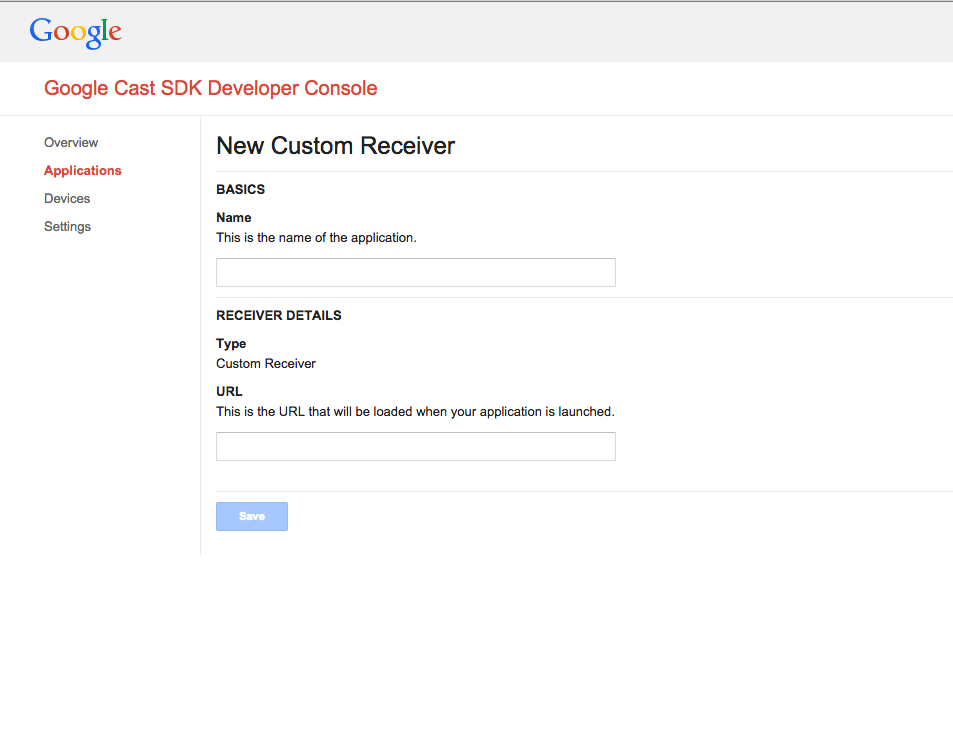 Google
Google Cast SDK Developer Console
Overview
Applications
Devices
Settings
New Custom Receiver
BASICS
Name
This is the name of the application.
RECEIVER DETAILS
Type
Custom Receiver
URL
This is the URL that will be loaded when your application is launched.
Save